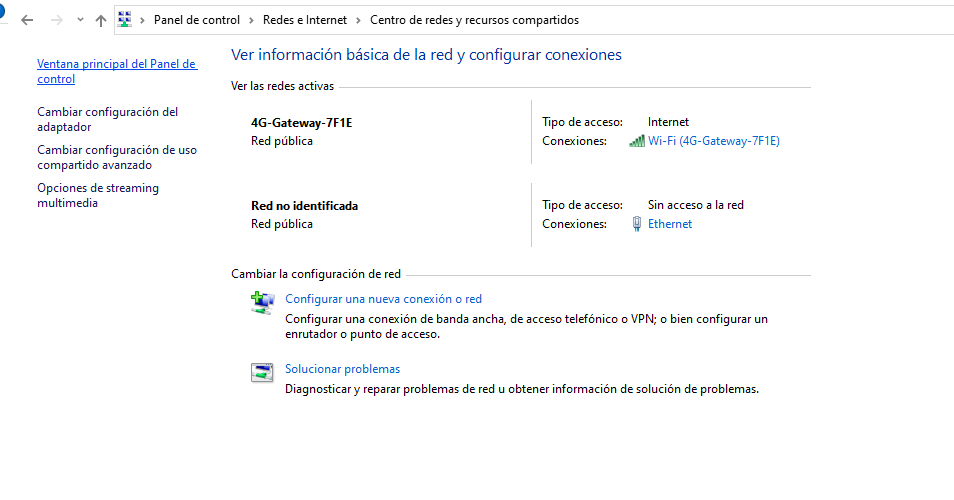 Panel de control > Redes e Internet > Centro de redes y recursos compartidos
Ventana principal del Panel de
control
Cambiar configuración del
adaptador
Cambiar configuración de uso
compartido avanzado
Opciones de streaming
multimedia
Ver información básica de la red y configurar conexiones
Ver las redes activas
4G-Gateway-7F1E
Red pública
Tipo de acceso: Internet
Conexiones: Wi-Fi (4G-Gateway-7F1E)
Red no identificada
Red pública
Tipo de acceso: Sin acceso a la red
Conexiones: Ethernet
Cambiar la configuración de red
Configurar una nueva conexión o red
Configurar una conexión de banda ancha, de acceso telefónico o VPN; o bien configurar un
enrutador o punto de acceso.
Solucionar problemas
Diagnosticar y reparar problemas de red u obtener información de solución de problemas.